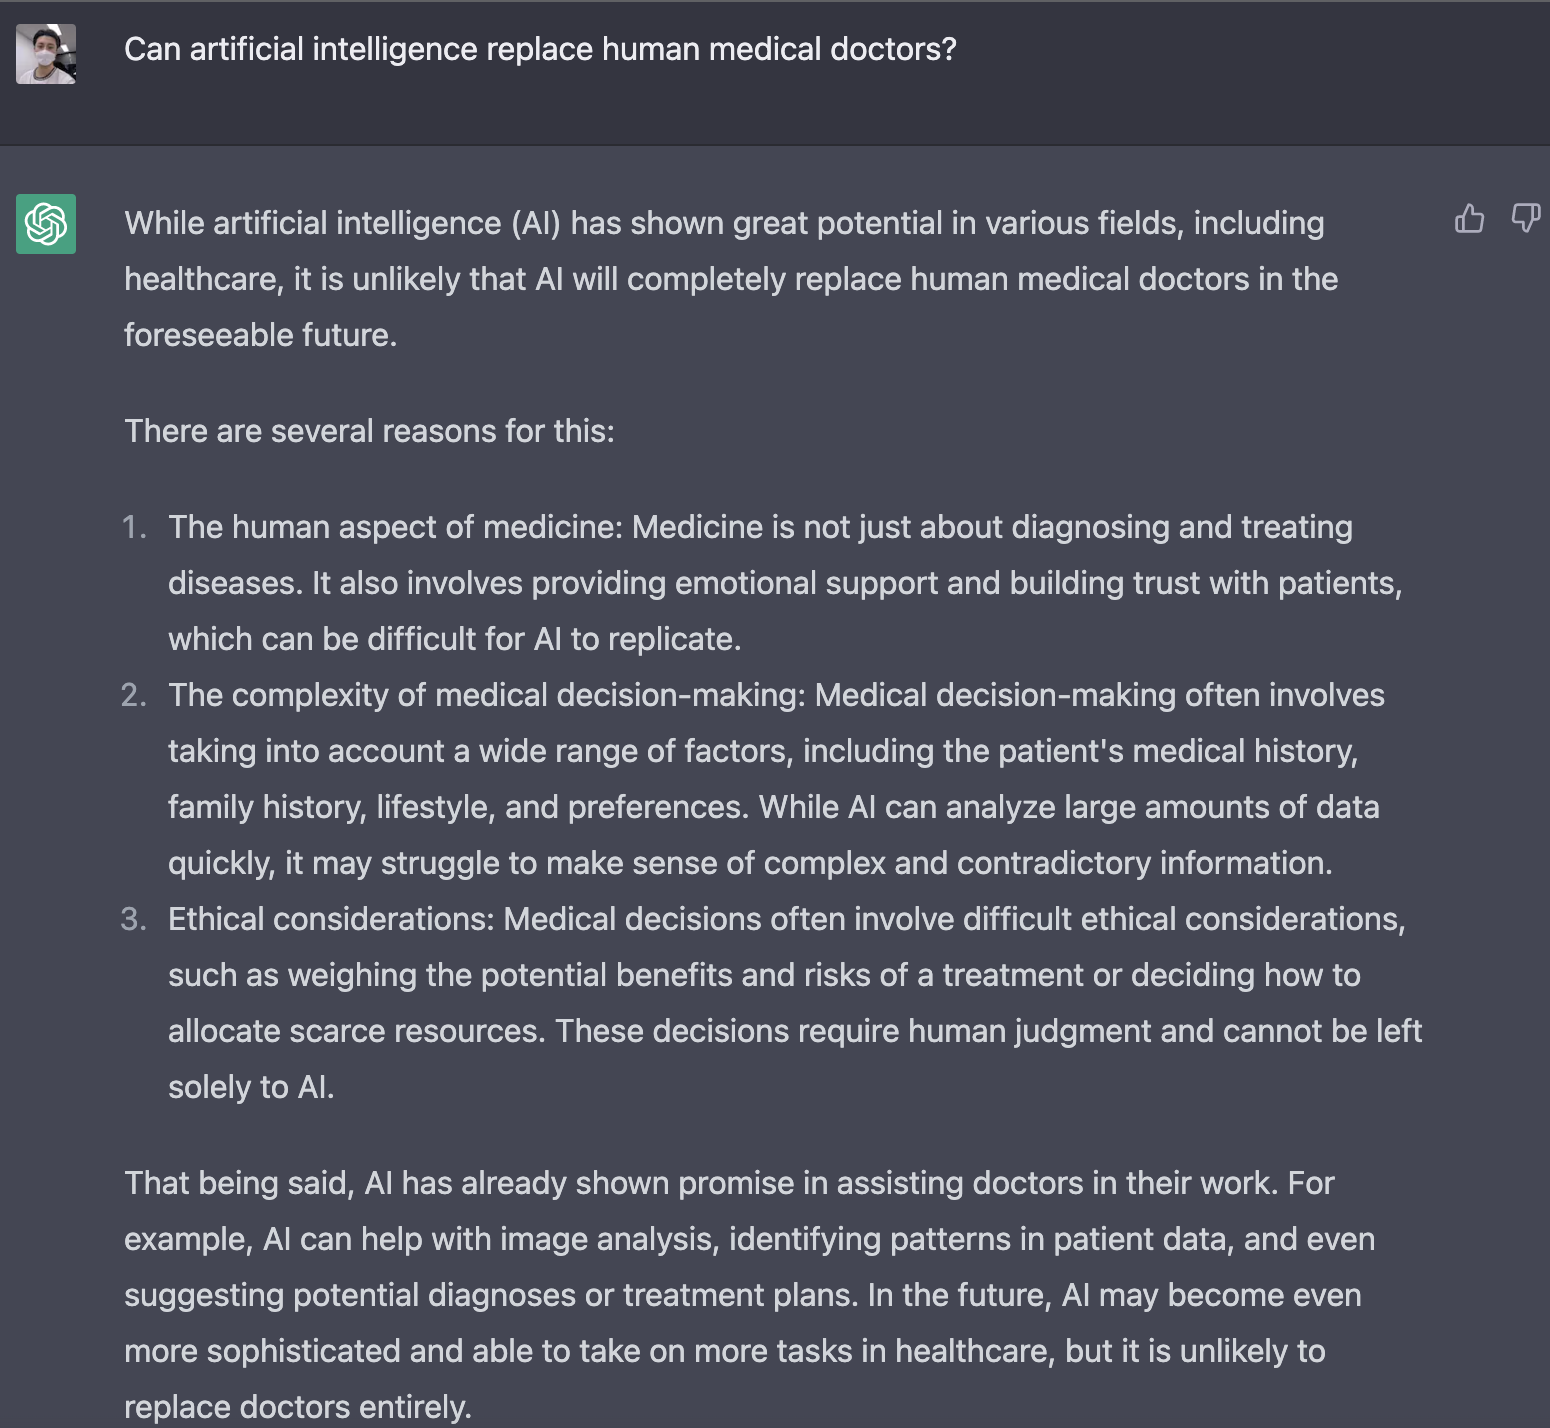 Can artificial intelligence replace human medical doctors?
While artificial intelligence (AI) has shown great potential in various fields, including
healthcare, it is unlikely that AI will completely replace human medical doctors in the
foreseeable future.
There are several reasons for this:
1. The human aspect of medicine: Medicine is not just about diagnosing and treating
diseases. It also involves providing emotional support and building trust with patients,
which can be difficult for AI to replicate.
2. The complexity of medical decision-making: Medical decision-making often involves
taking into account a wide range of factors, including the patient's medical history,
family history, lifestyle, and preferences. While AI can analyze large amounts of data
quickly, it may struggle to make sense of complex and contradictory information.
3. Ethical considerations: Medical decisions often involve difficult ethical considerations,
such as weighing the potential benefits and risks of a treatment or deciding how to
allocate scarce resources. These decisions require human judgment and cannot be left
solely to AI.
That being said, AI has already shown promise in assisting doctors in their work. For
example, AI can help with image analysis, identifying patterns in patient data, and even
suggesting potential diagnoses or treatment plans. In the future, AI may become even
more sophisticated and able to take on more tasks in healthcare, but it is unlikely to
replace doctors entirely.